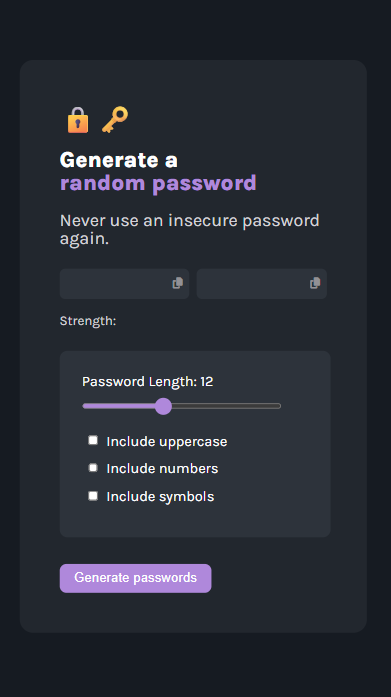 Generate a
random password
Never use an insecure password
again.
Strength:
Password Length: 12
Include uppercase
Include numbers
Include symbols
Generate passwords